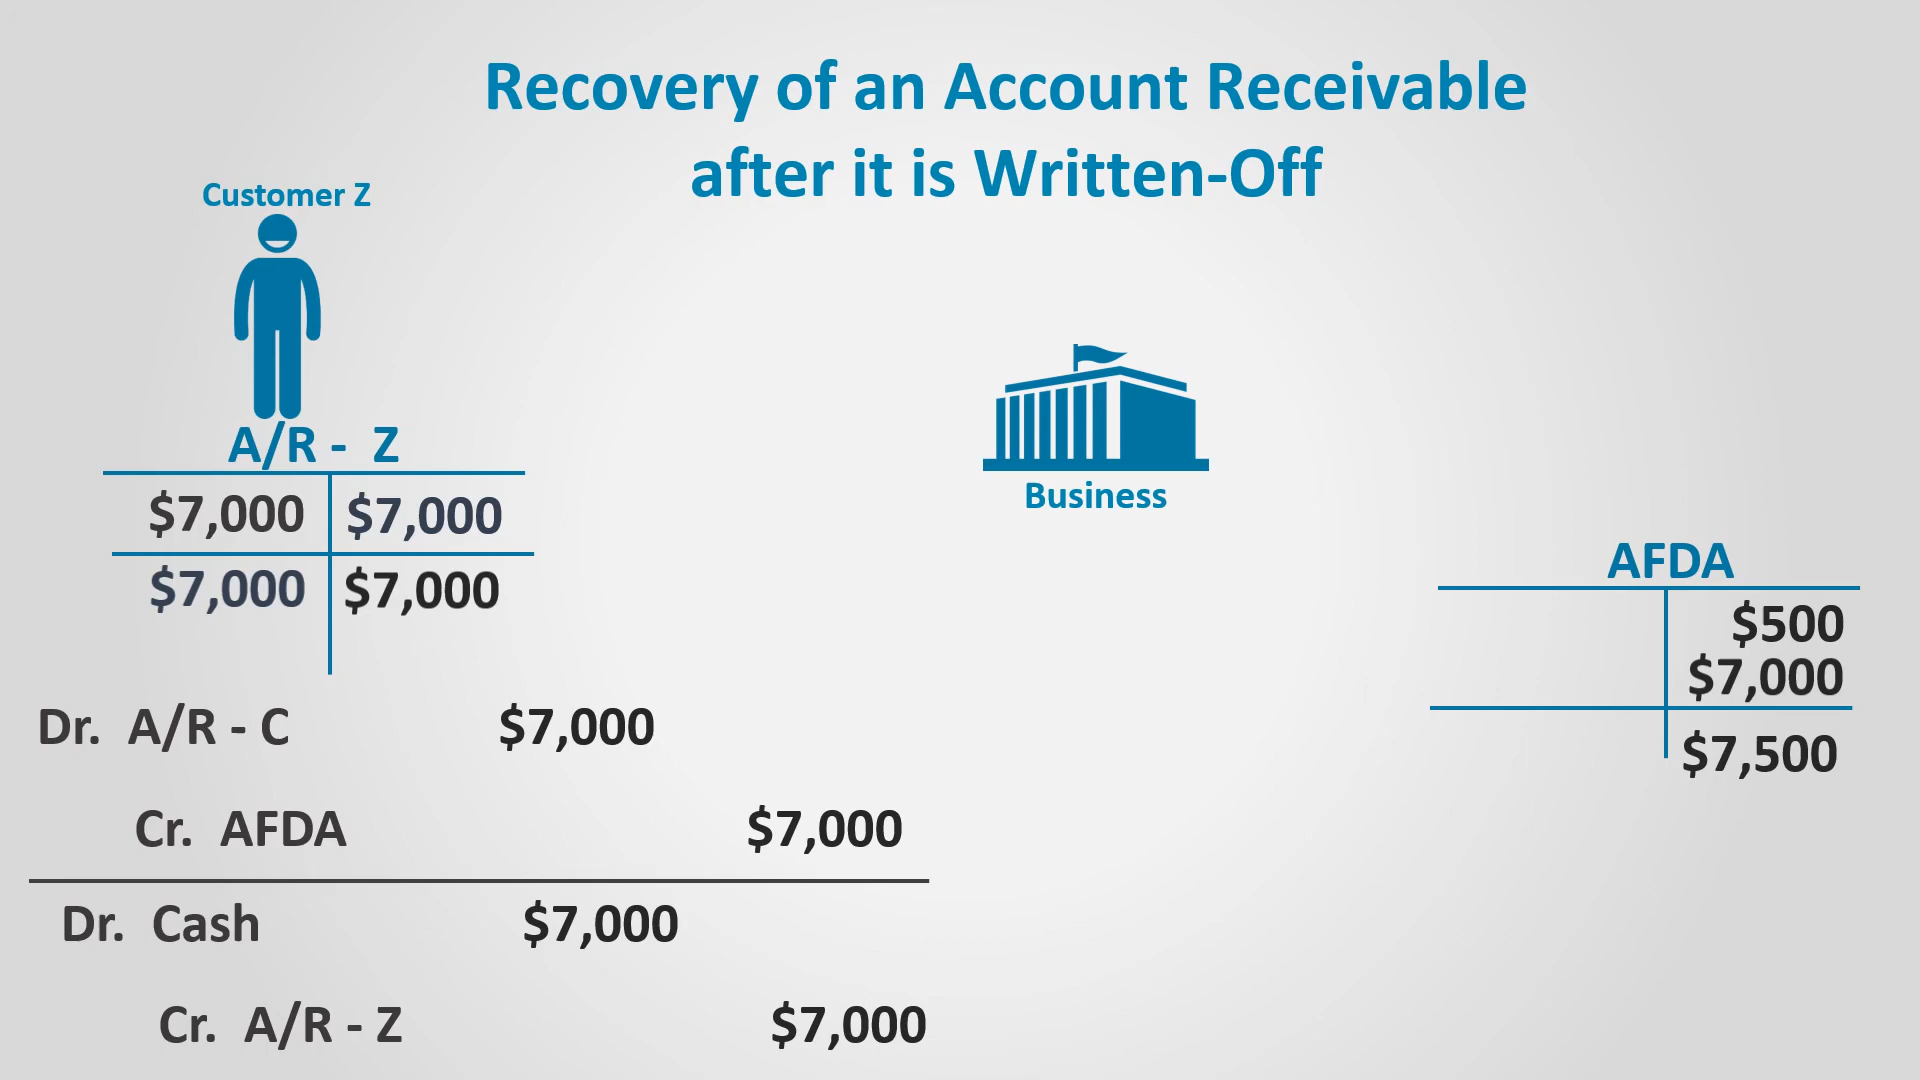 Recovery of an Account Receivable
after it is Written-Off
Customer Z
A/R - Z
$7,000 $7,000
$7,000 $7,000
Business
AFDA
$500
$7,000
$7,500
Dr. A/R - C $7,000
Cr. AFDA $7,000
Dr. Cash $7,000
Cr. A/R - Z $7,000